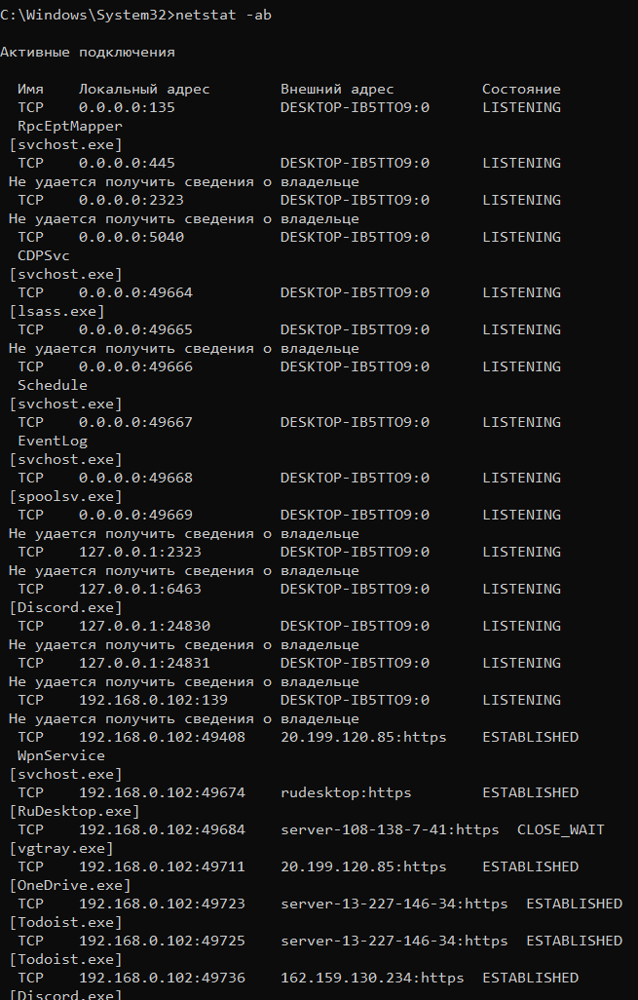 C:\Windows\System32>netstat -ab
Активные подключения
Имя Локальный адрес Внешний адрес Состояние
TCP 0.0.0.0:135 DESKTOP-IB5TTO9:0 LISTENING
RpcEptMapper
[svchost.exe]
TCP 0.0.0.0:445 DESKTOP-IB5TTO9:0 LISTENING
Не удается получить сведения о владельце
TCP 0.0.0.0:2323 DESKTOP-IB5TTO9:0 LISTENING
Не удается получить сведения о владельце
TCP 0.0.0.0:5040 DESKTOP-IB5TTO9:0 LISTENING
CDPSvc
[svchost.exe]
TCP 0.0.0.0:49664 DESKTOP-IB5TTO9:0 LISTENING
[lsass.exe]
TCP 0.0.0.0:49665 DESKTOP-IB5TTO9:0 LISTENING
Не удается получить сведения о владельце
TCP 0.0.0.0:49666 DESKTOP-IB5TTO9:0 LISTENING
Schedule
[svchost.exe]
TCP 0.0.0.0:49667 DESKTOP-IB5TTO9:0 LISTENING
EventLog
[svchost.exe]
TCP 0.0.0.0:49668 DESKTOP-IB5TTO9:0 LISTENING
[spoolsv.exe]
TCP 0.0.0.0:49669 DESKTOP-IB5TTO9:0 LISTENING
Не удается получить сведения о владельце
TCP 127.0.0.1:2323 DESKTOP-IB5TTO9:0 LISTENING
Не удается получить сведения о владельце
TCP 127.0.0.1:6463 DESKTOP-IB5TTO9:0 LISTENING
[Discord.exe]
TCP 127.0.0.1:24830 DESKTOP-IB5TTO9:0 LISTENING
Не удается получить сведения о владельце
TCP 127.0.0.1:24831 DESKTOP-IB5TTO9:0 LISTENING
Не удается получить сведения о владельце
TCP 192.168.0.102:139 DESKTOP-IB5TTO9:0 LISTENING
Не удается получить сведения о владельце
TCP 192.168.0.102:49408 20.199.120.85:https ESTABLISHED
WpnService
[svchost.exe]
TCP 192.168.0.102:49674 rudesktop:https ESTABLISHED
[RuDesktop.exe]
TCP 192.168.0.102:49684 server-108-138-7-41:https CLOSE_WAIT
[vgtray.exe]
TCP 192.168.0.102:49711 20.199.120.85:https ESTABLISHED
[OneDrive.exe]
TCP 192.168.0.102:49723 server-13-227-146-34:https ESTABLISHED
[Todoist.exe]
TCP 192.168.0.102:49725 server-13-227-146-34:https ESTABLISHED
[Todoist.exe]
TCP 192.168.0.102:49736 162.159.130.234:https ESTABLISHED
[Discord.exe]